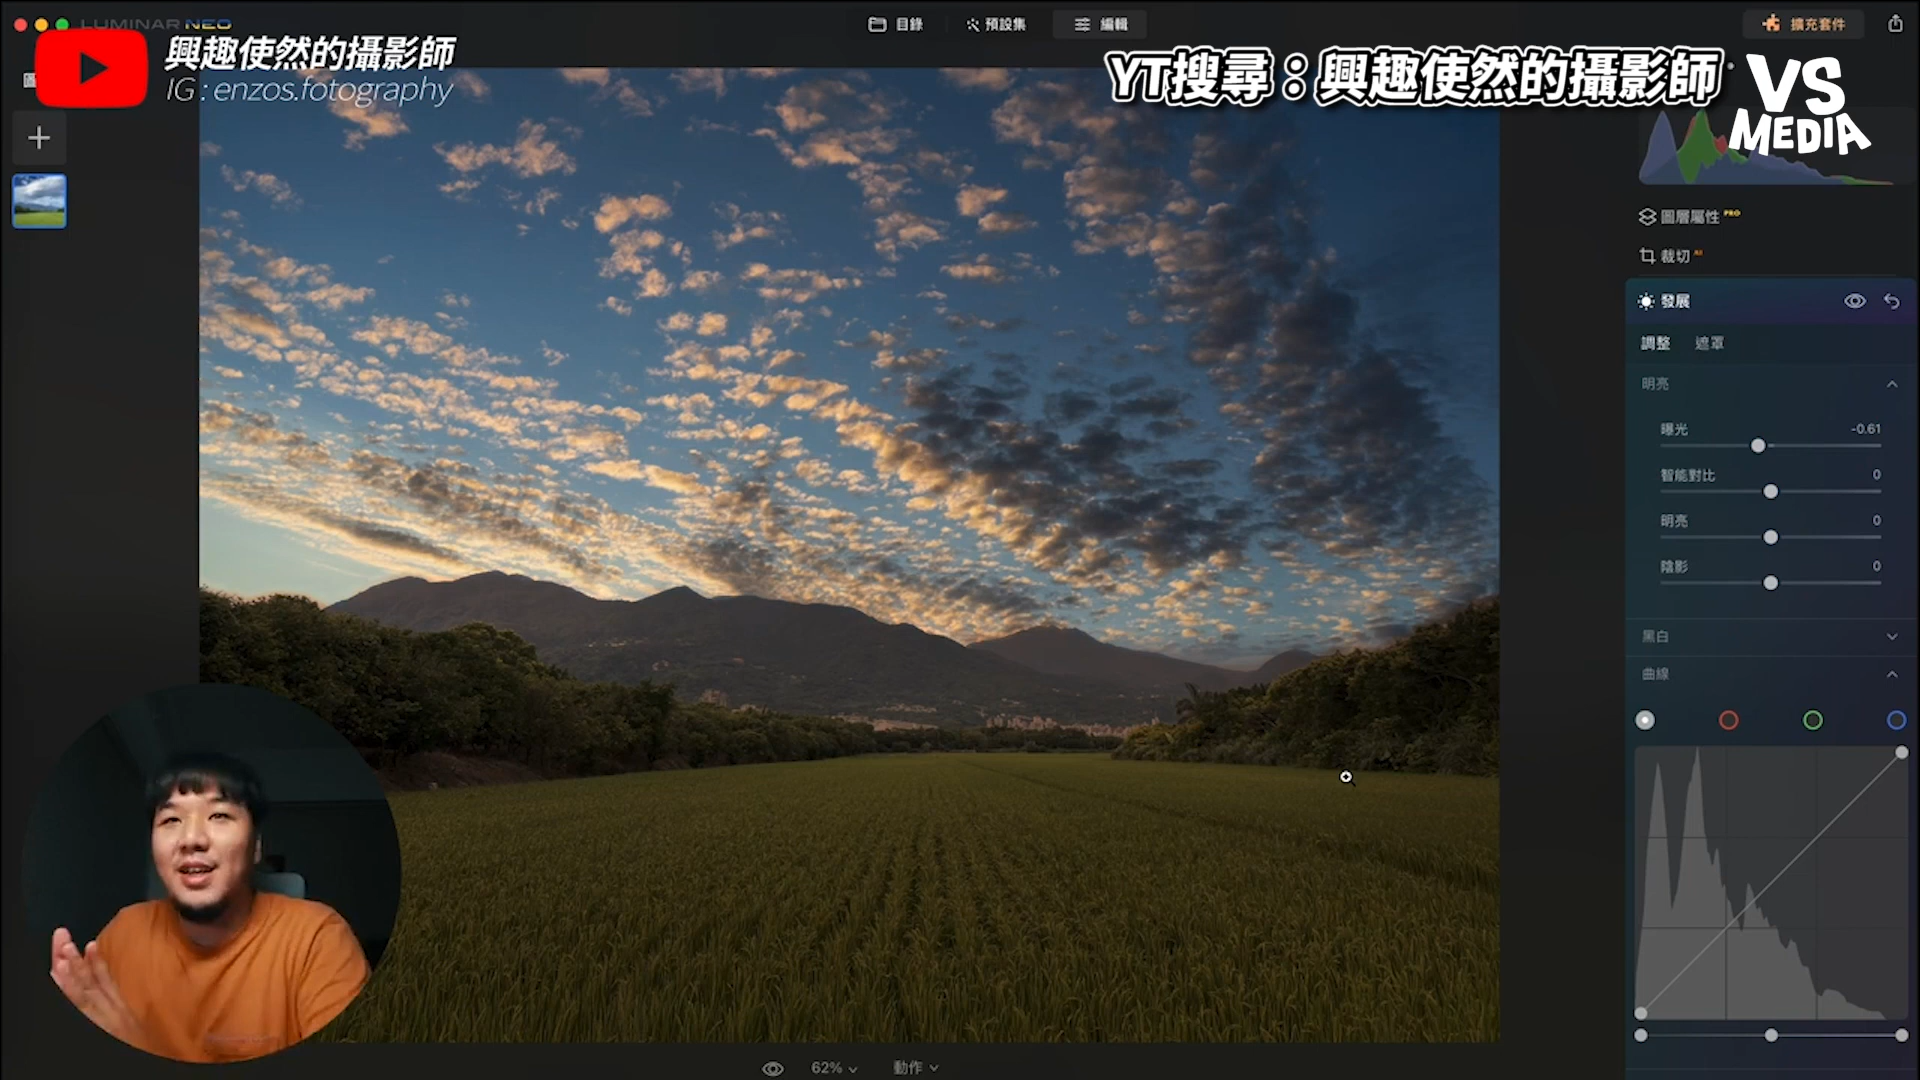 LUMINAR NEO
目錄
預設集
編輯
擴充套件
興趣使然的攝影師
IG : enzos.fotography
YT搜尋：興趣使然的攝影師
VS
MEDIA
圖層屬性 PRO
裁切 AI
發展
調整 遮罩
明亮
曝光 -0.61
智能對比 0
明亮 0
陰影 0
黑白
曲線
62%
動作